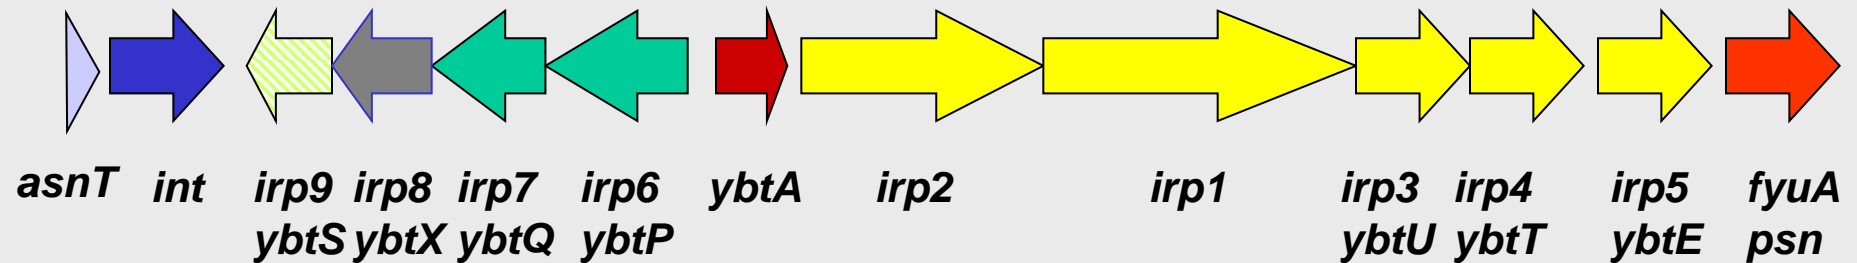 asnT int irp9 irp8 irp7 irp6 ybtA irp2 irp1 irp3 irp4 irp5 fyuA
ybtS ybtX ybtQ ybtP ybtU ybtT ybtE psn